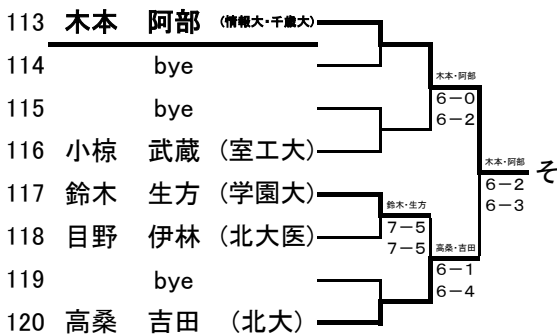 113 木本 阿部 (情報大・千歳大)
114 bye
木本・阿部
6-0
6-2
115 bye
116 小椋 武蔵 (室工大)
木本・阿部
6-2
6-3
そ
117 鈴木 生方 (学園大)
鈴木・生方
7-5
7-5
118 目野 伊林 (北大医)
高桑・吉田
6-1
6-4
119 bye
120 高桑 吉田 (北大)